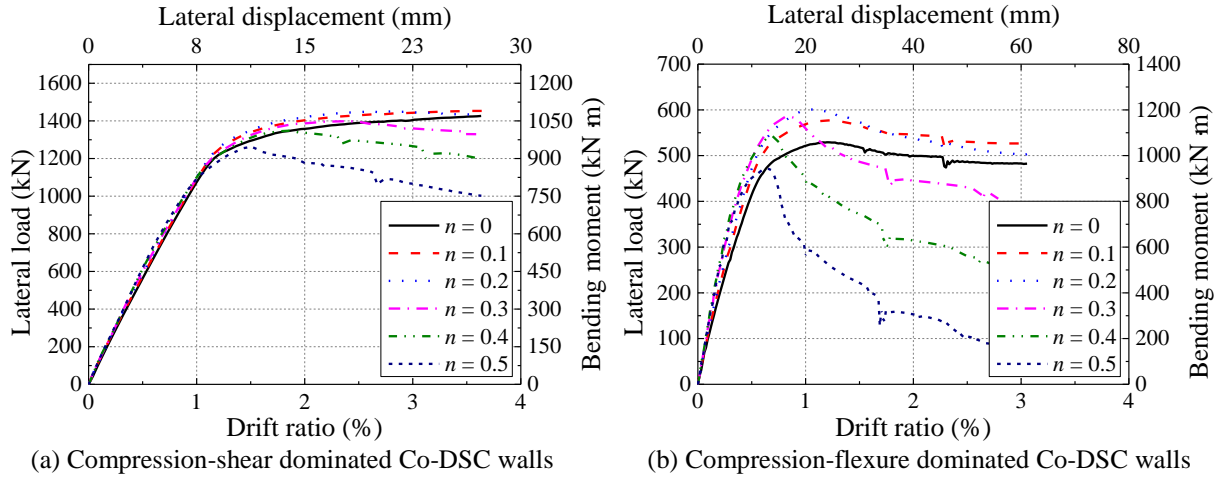 Lateral displacement (mm)
0 8 15 23 30
1600
1400
1200
1000
800
600
400
200
0
Lateral load (kN)
1200
1050
900
750
600
450
300
150
0
Bending moment (kN·m)
n = 0
n = 0.1
n = 0.2
n = 0.3
n = 0.4
n = 0.5
0 1 2 3 4
Drift ratio (%)
(a) Compression-shear dominated Co-DSC walls
Lateral displacement (mm)
0 20 40 60 80
700
600
500
400
300
200
100
0
Lateral load (kN)
1400
1200
1000
800
600
400
200
0
Bending moment (kN·m)
n = 0
n = 0.1
n = 0.2
n = 0.3
n = 0.4
n = 0.5
0 1 2 3 4
Drift ratio (%)
(b) Compression-flexure dominated Co-DSC walls